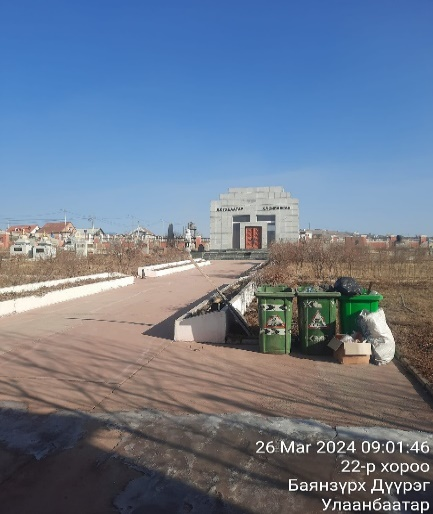 26 Mar 2024 09:01:46
22-р хороо
Баянзүрх Дүүрэг
Улаанбаатар